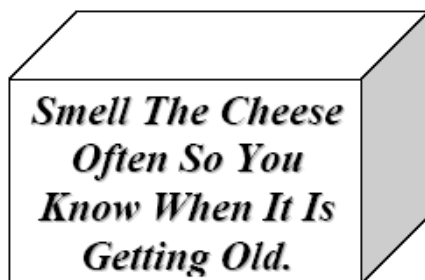 Smell The Cheese
Often So You
Know When It Is
Getting Old.